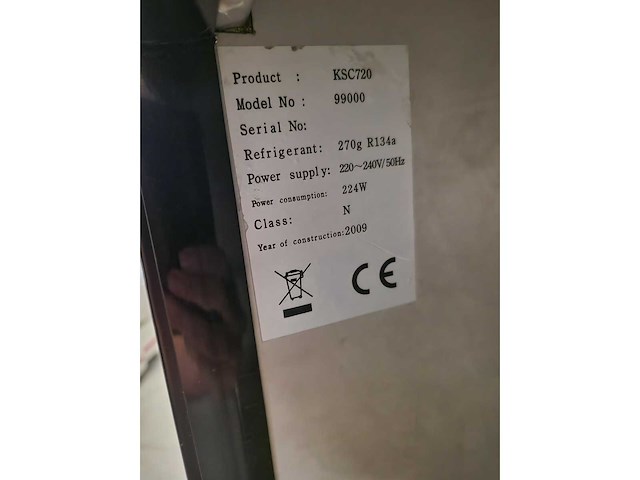 Product : KSC720
Model No : 99000
Serial No:
Refrigerant: 270g R134a
Power supply: 220~240V/50Hz
Power consumption: 224W
Class: N
Year of construction:2009
CE